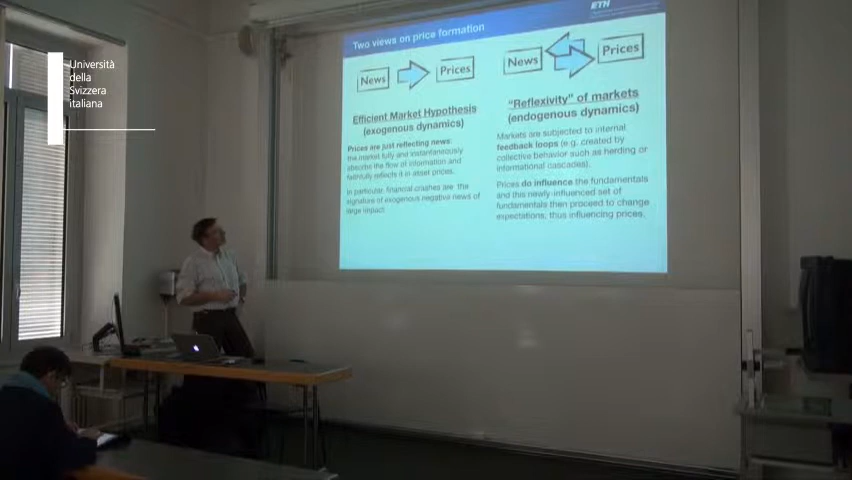 Università
della
Svizzera
italiana
ETH
Two views on price formation
News
Prices
Efficient Market Hypothesis
(exogenous dynamics)
Prices are just reflecting news:
the market fully and instantaneously
absorbs the flow of information and
faithfully reflects it in asset prices.
In particular, financial crashes are the
signature of exogenous negative news of
large impact.
News
Prices
"Reflexivity" of markets
(endogenous dynamics)
Markets are subjected to internal
feedback loops (e.g. created by
collective behavior such as herding or
informational cascades).
Prices do influence the fundamentals
and this newly-influenced set of
fundamentals then proceed to change
expectations, thus influencing prices.